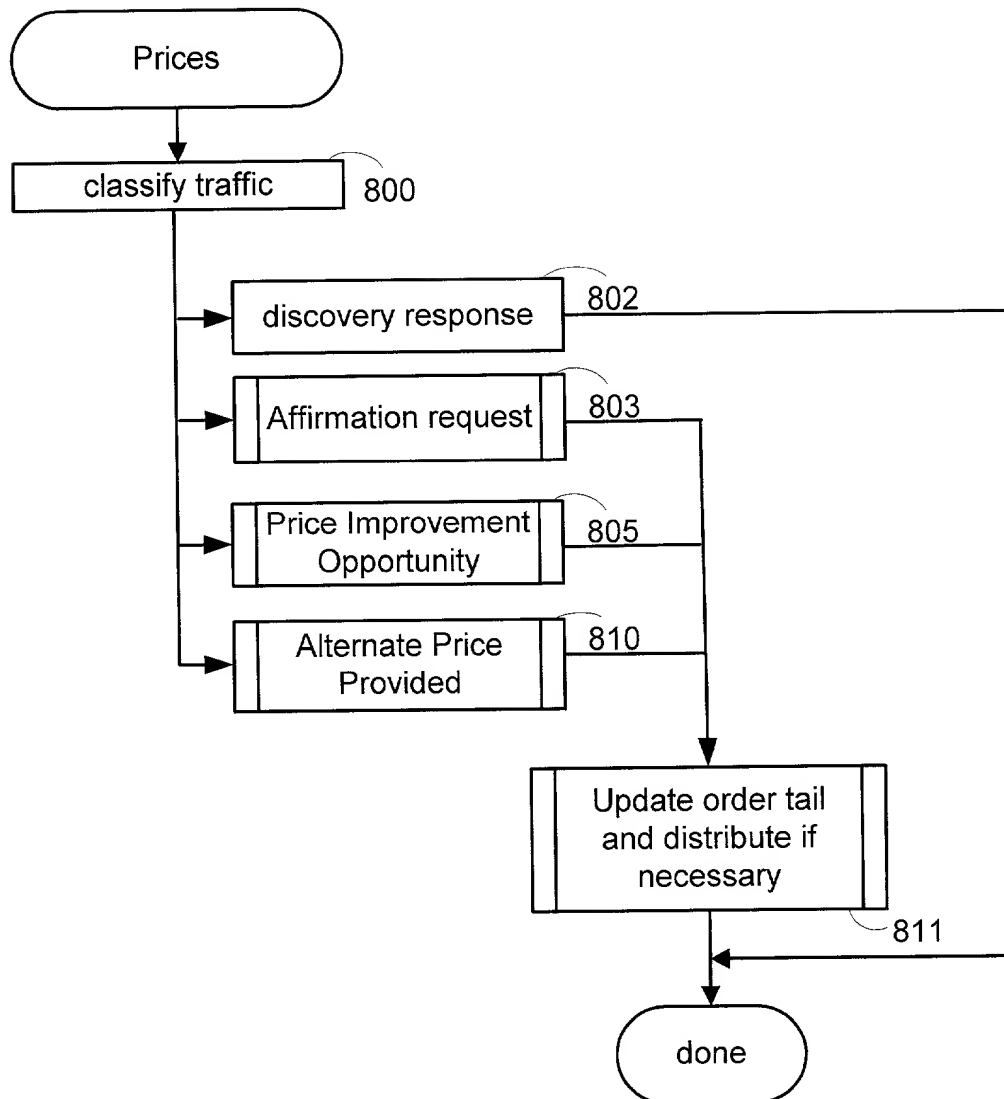 Prices
classify traffic
800
discovery response
802
Affirmation request
803
Price Improvement
Opportunity
805
Alternate Price
Provided
810
Update order tail
and distribute if
necessary
811
done